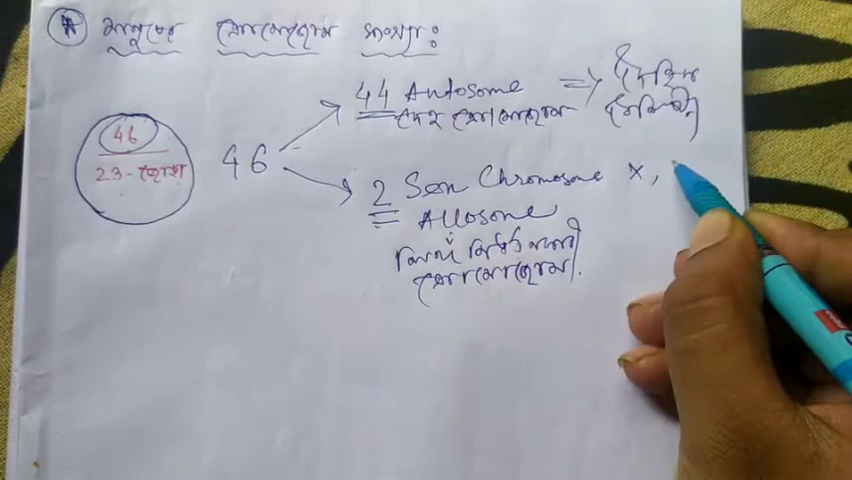 মানুষের ক্রোমোজোম সংখ্যা:
46
23-জোড়া
46
44 Autosome ⇒ দৈহিক
দেহ ক্রোমোজোম
2 Sex Chromosome X,
Allosome
লিঙ্গ নির্ধারণকারী
ক্রোমোজোম।